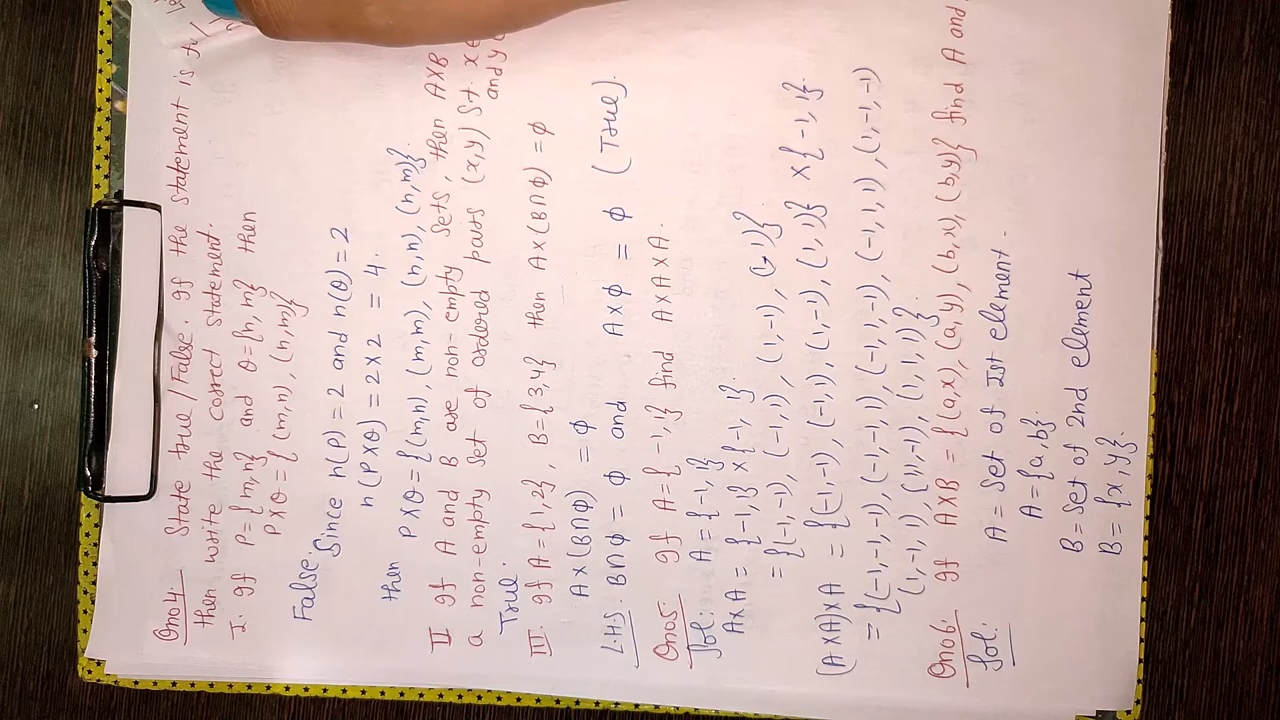 Qno4. State true/False. If the statement is
then write the correct statement.
I. If P={m,n} and Q={n,m} then
P×Q={(m,n),(n,m)}
False.
Since n(P)=2 and n(Q)=2
n(P×Q)=2×2 =4.
then P×Q={(m,n),(m,m),(n,n),(n,m)}.
II If A and B are non-empty sets, then A×B
a non-empty set of ordered pairs (x,y) St. x
and y
True.
III. If A={1,2}, B={3,4} then A×(B∩ϕ)=ϕ
A×(B∩ϕ) =ϕ
L.H.S. B∩ϕ = ϕ and A×ϕ = ϕ (True).
Qno5 If A={-1,1} find A×A×A.
Sol: A={-1,1}
A×A = {-1,1}×{-1,1}.
={(-1,-1),(-1,1),(1,-1),(1,1)}.
(A×A)×A ={(-1,-1),(-1,1),(1,-1),(1,1)} ×{-1,1}.
={(-1,-1,-1),(-1,-1,1),(-1,1,-1),(-1,1,1),(1,-1,-1)
(1,-1,1),(1,1,-1),(1,1,1)}.
Qno6. If A×B ={(a,x),(a,y),(b,x),(b,y)} find A and
Sol: A= Set of Ist element.
A={a,b}.
B= Set of 2nd element
B={x,y}.